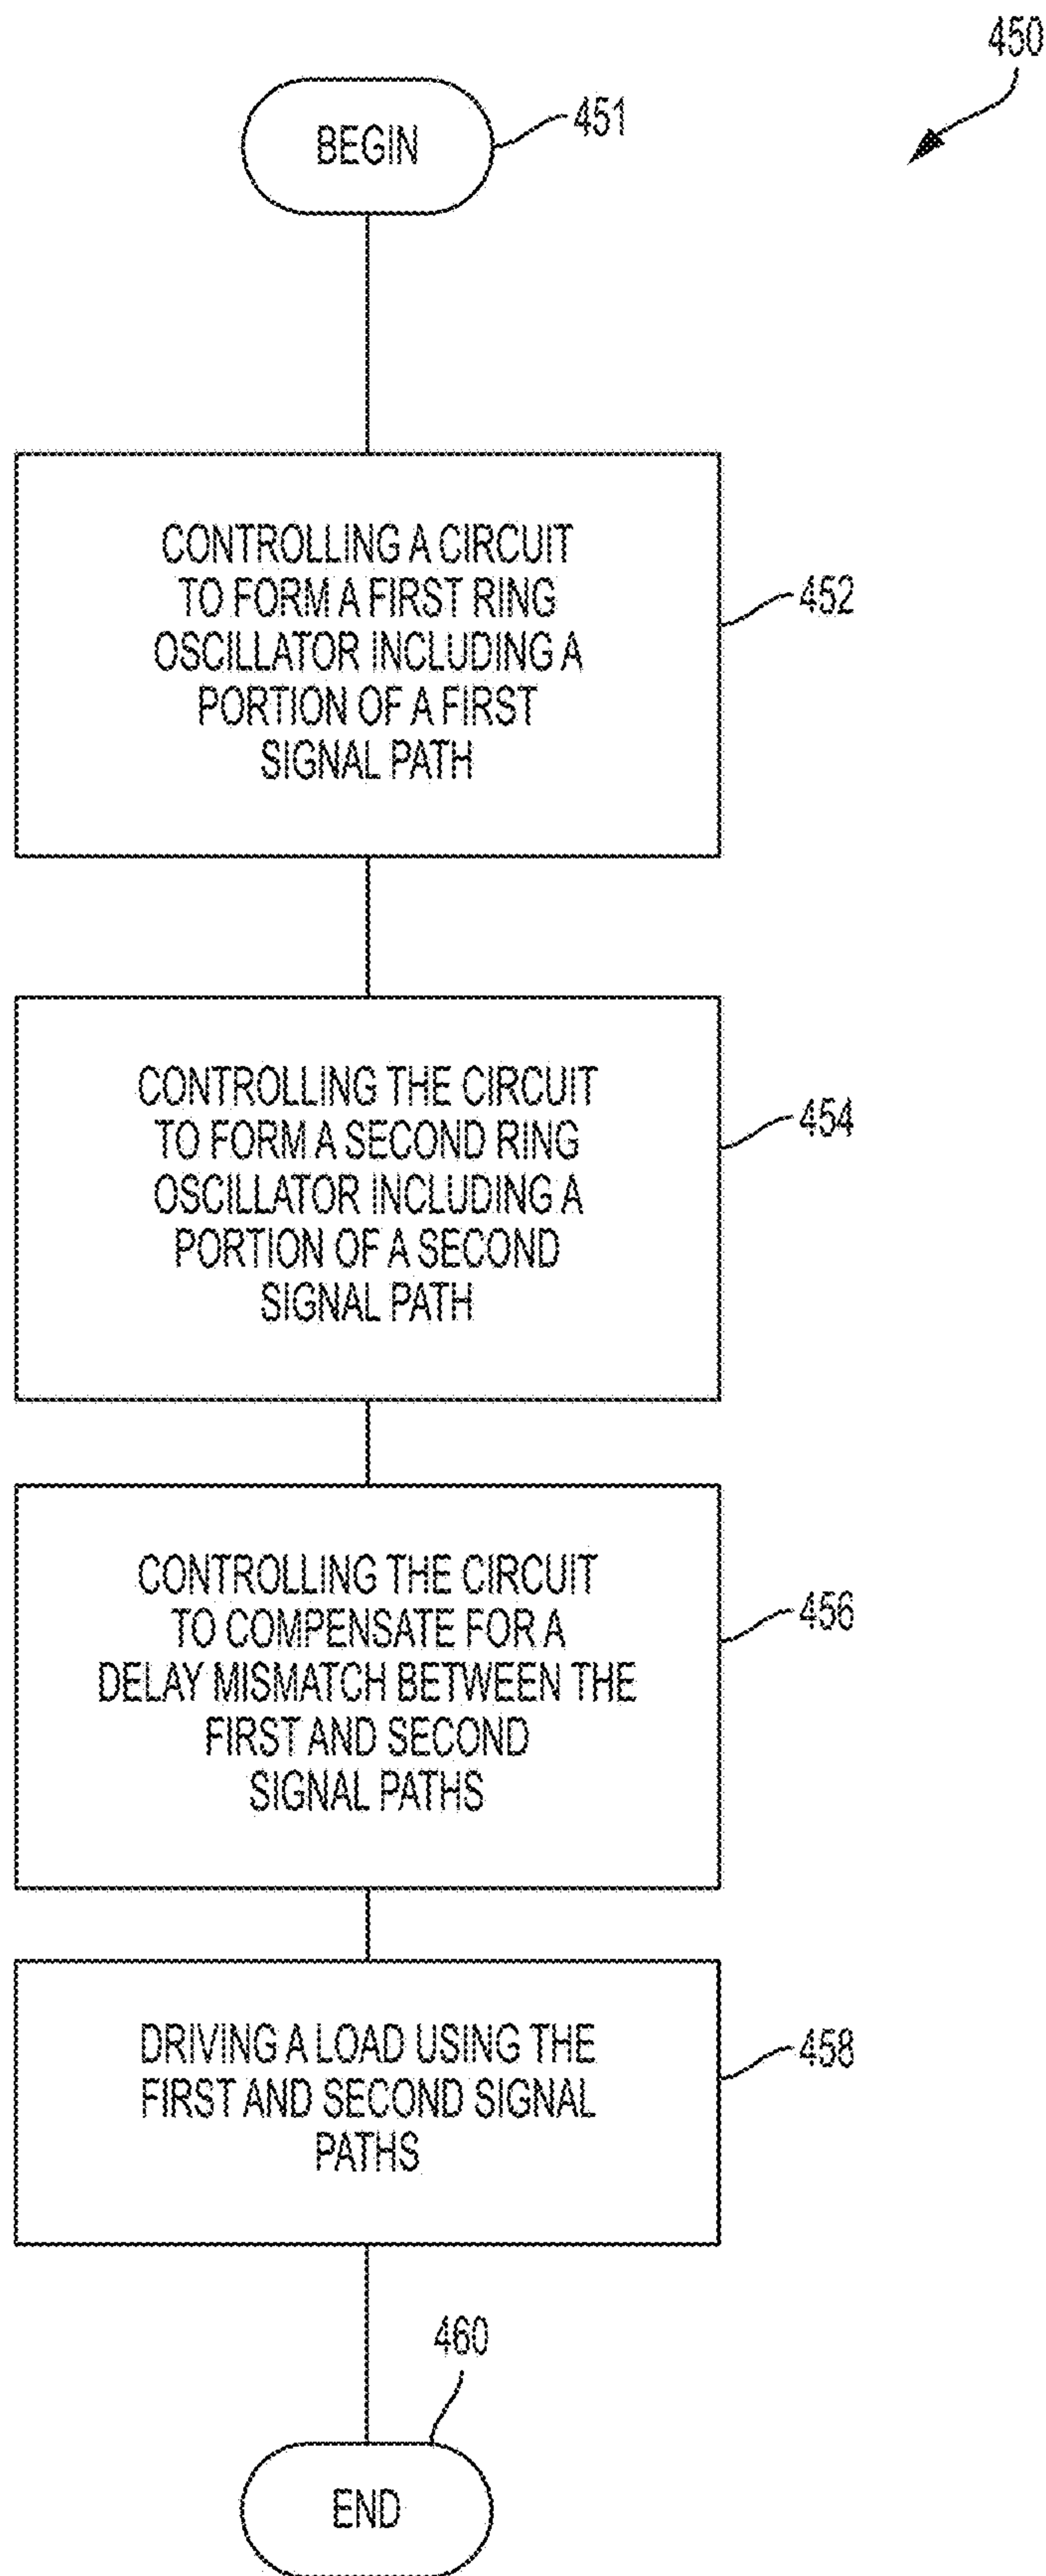 450
BEGIN
451
CONTROLLING A CIRCUIT
TO FORM A FIRST RING
OSCILLATOR INCLUDING A
PORTION OF A FIRST
SIGNAL PATH
452
CONTROLLING THE CIRCUIT
TO FORM A SECOND RING
OSCILLATOR INCLUDING A
PORTION OF A SECOND
SIGNAL PATH
454
CONTROLLING THE CIRCUIT
TO COMPENSATE FOR A
DELAY MISMATCH BETWEEN THE
FIRST AND SECOND
SIGNAL PATHS
456
DRIVING A LOAD USING THE
FIRST AND SECOND SIGNAL
PATHS
458
460
END